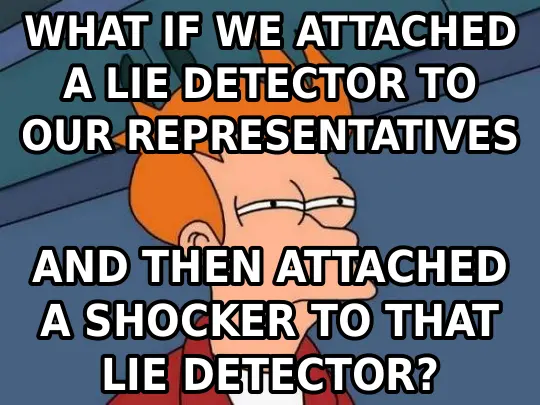 WHAT IF WE ATTACHED
A LIE DETECTOR TO
OUR REPRESENTATIVES
AND THEN ATTACHED
A SHOCKER TO THAT
LIE DETECTOR?